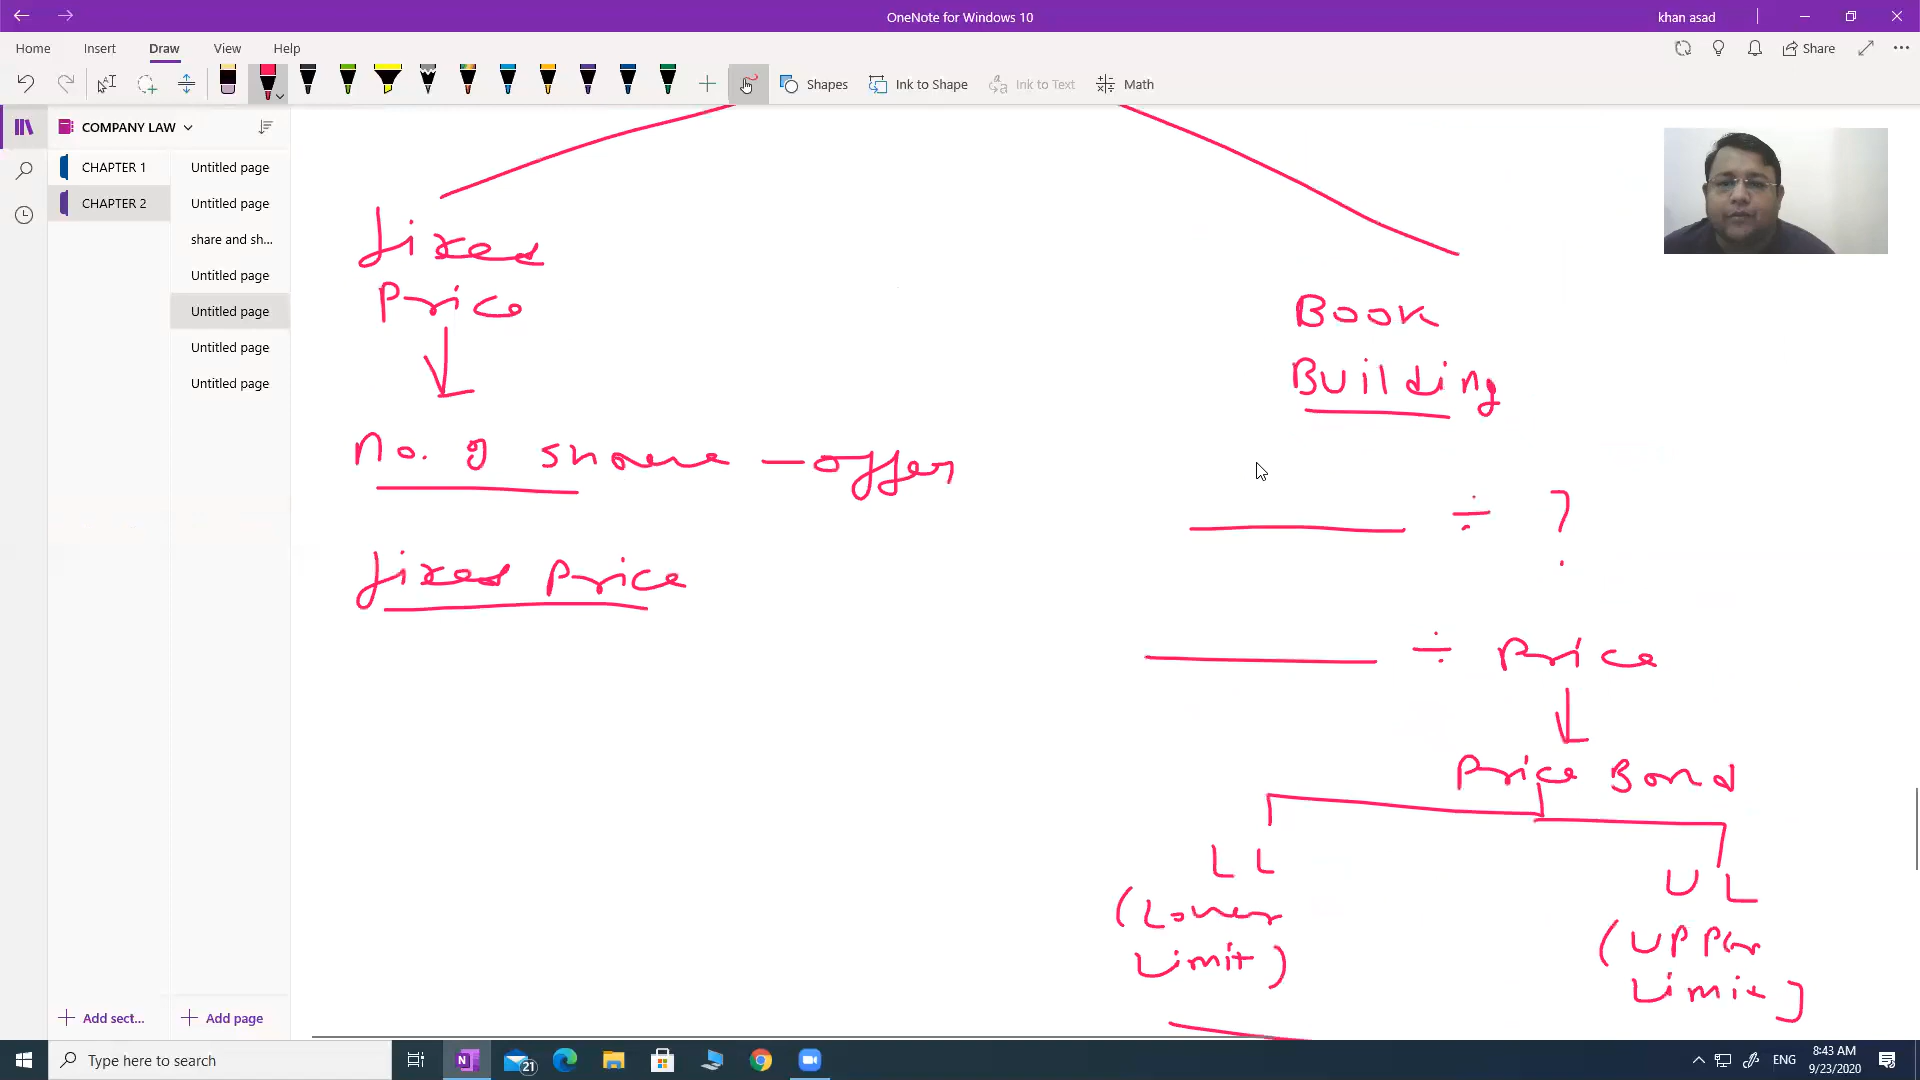 OneNote for Windows 10
khan asad
Home Insert Draw View Help
Share
Shapes
Ink to Shape
Ink to Text
Math
COMPANY LAW
CHAPTER 1
CHAPTER 2
Untitled page
Untitled page
share and sh...
Untitled page
Untitled page
Untitled page
Untitled page
Fixed
Price
No. of share - offer
fixed price
Book
Building
÷ ?
÷ Price
Price Bond
L L
(Lower
Limit)
U L
(UPPer
Limit]
Add sect...
Add page
Type here to search
21
ENG
8:43 AM
9/23/2020